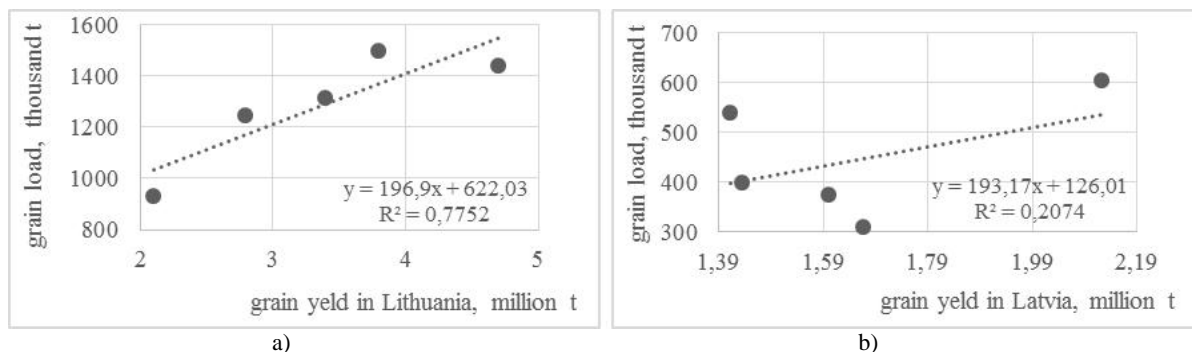 grain load, thousand t
1600
1400
1200
1000
800
y = 196,9x + 622,03
R² = 0,7752
2 3 4 5
grain yeld in Lithuania, million t
a)
grain load, thousand t
700
600
500
400
300
y = 193,17x + 126,01
R² = 0,2074
1,39 1,59 1,79 1,99 2,19
grain yeld in Latvia, million t
b)